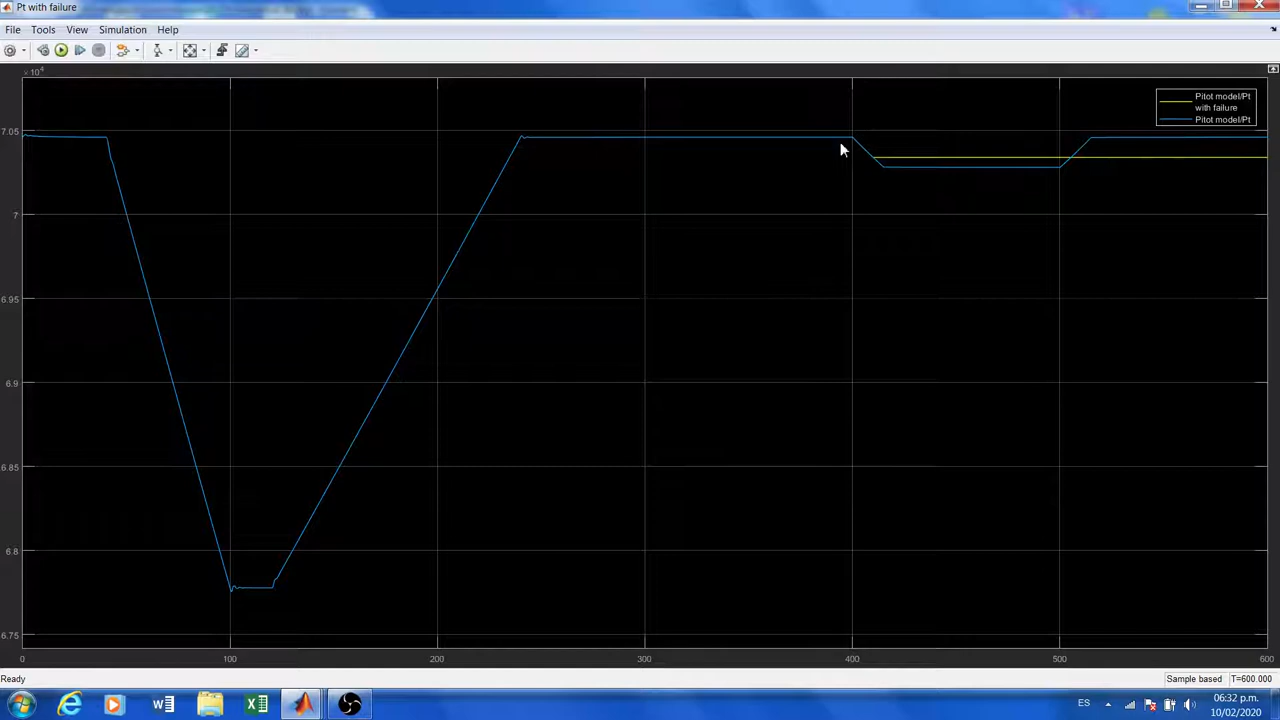 Pt with failure
File Tools View Simulation Help
×10⁴
Pitot model/Pt
with failure
Pitot model/Pt
7.05
7
6.95
6.9
6.85
6.8
6.75
0 100 200 300 400 500 600
Ready
Sample based T=600.000
ES
06:32 p.m.
10/02/2020